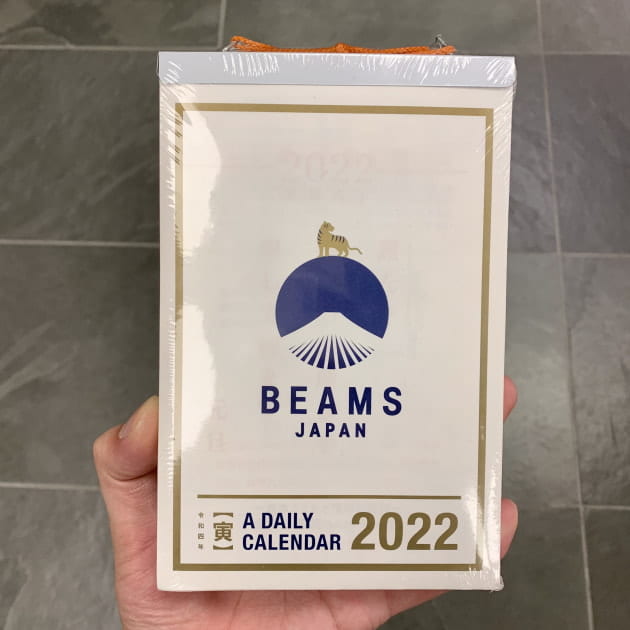 BEAMS
JAPAN
令和四年
【寅】
A DAILY
CALENDAR
2022